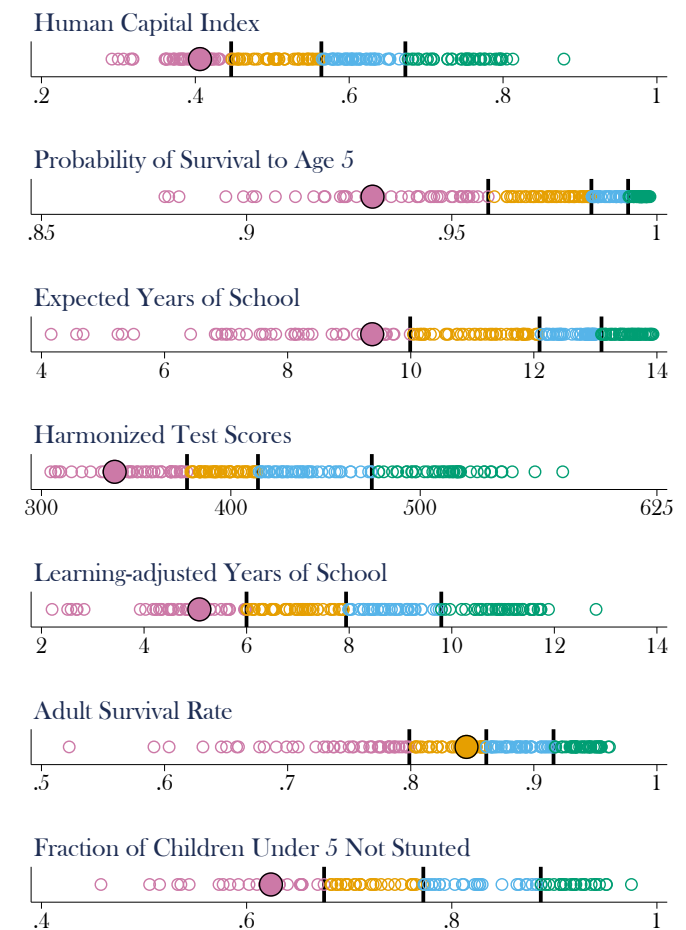 Human Capital Index
.2 .4 .6 .8 1
Probability of Survival to Age 5
.85 .9 .95 1
Expected Years of School
4 6 8 10 12 14
Harmonized Test Scores
300 400 500 625
Learning-adjusted Years of School
2 4 6 8 10 12 14
Adult Survival Rate
.5 .6 .7 .8 .9 1
Fraction of Children Under 5 Not Stunted
.4 .6 .8 1